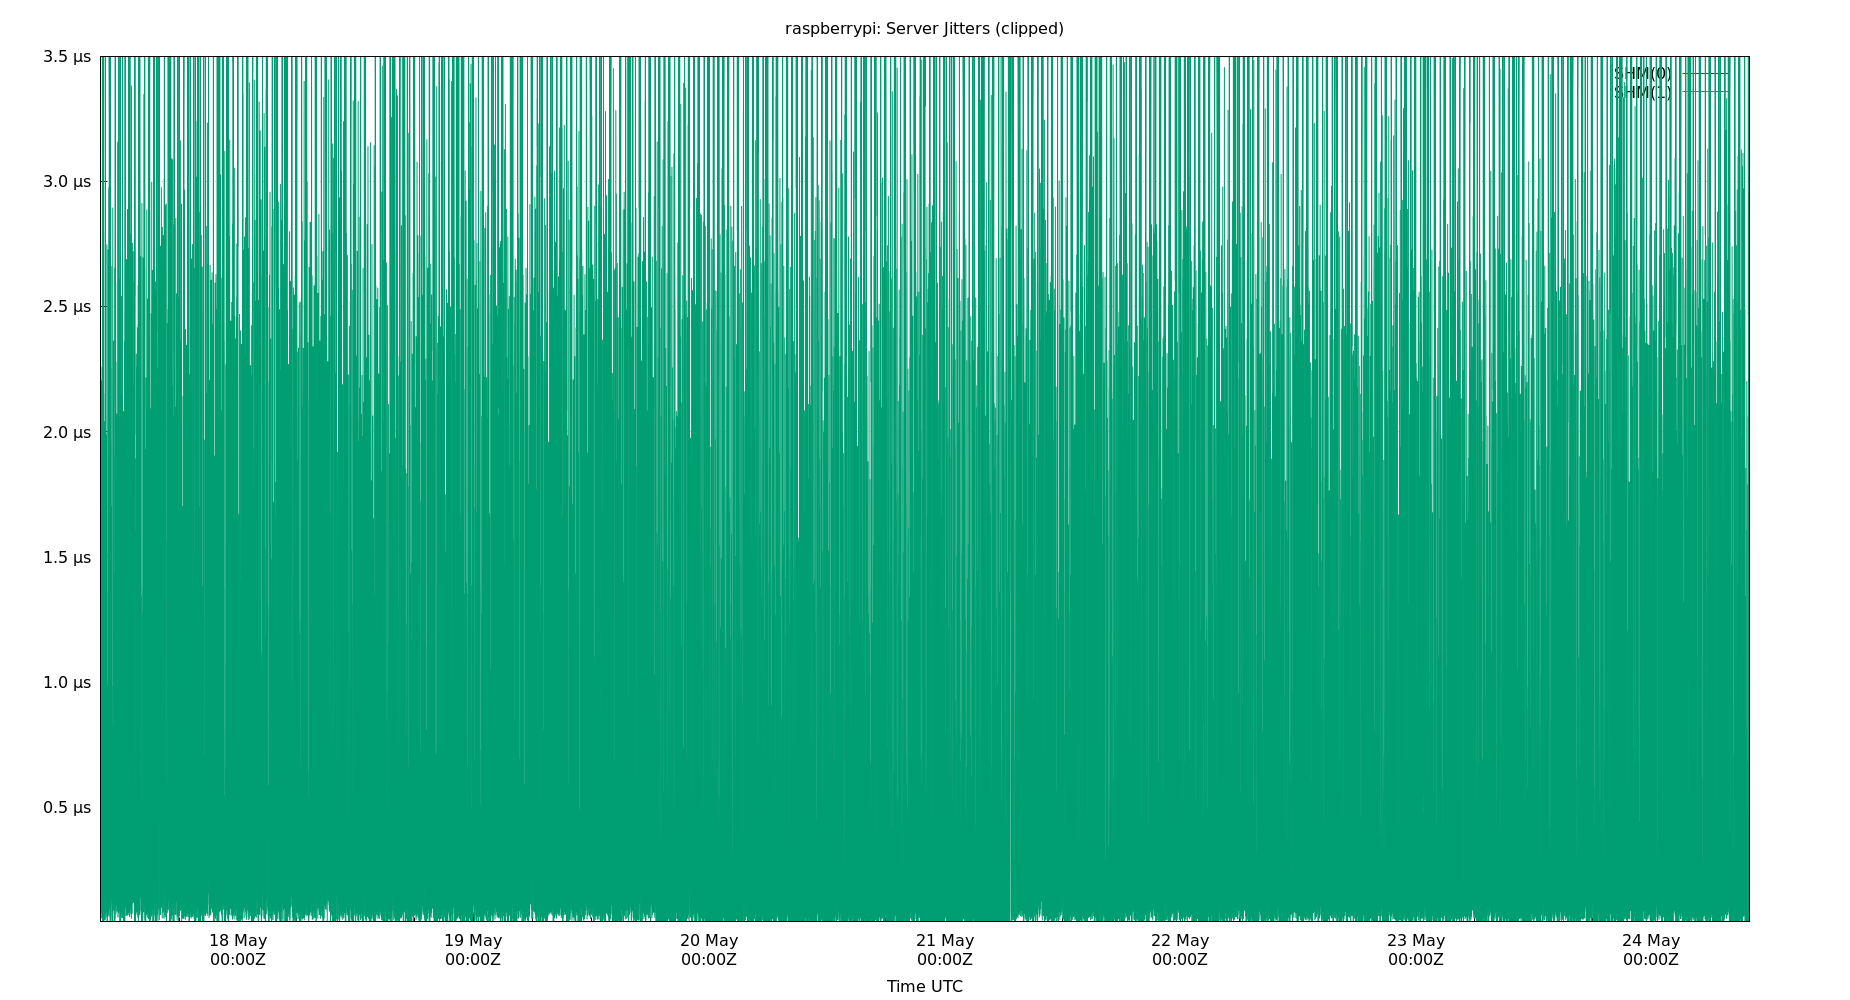 raspberrypi: Server Jitters (clipped)
3.5 μs
SHM(0)
SHM(1)
3.0 μs
2.5 μs
2.0 μs
1.5 μs
1.0 μs
0.5 μs
18 May 19 May 20 May 21 May 22 May 23 May 24 May
00:00Z 00:00Z 00:00Z 00:00Z 00:00Z 00:00Z 00:00Z
Time UTC